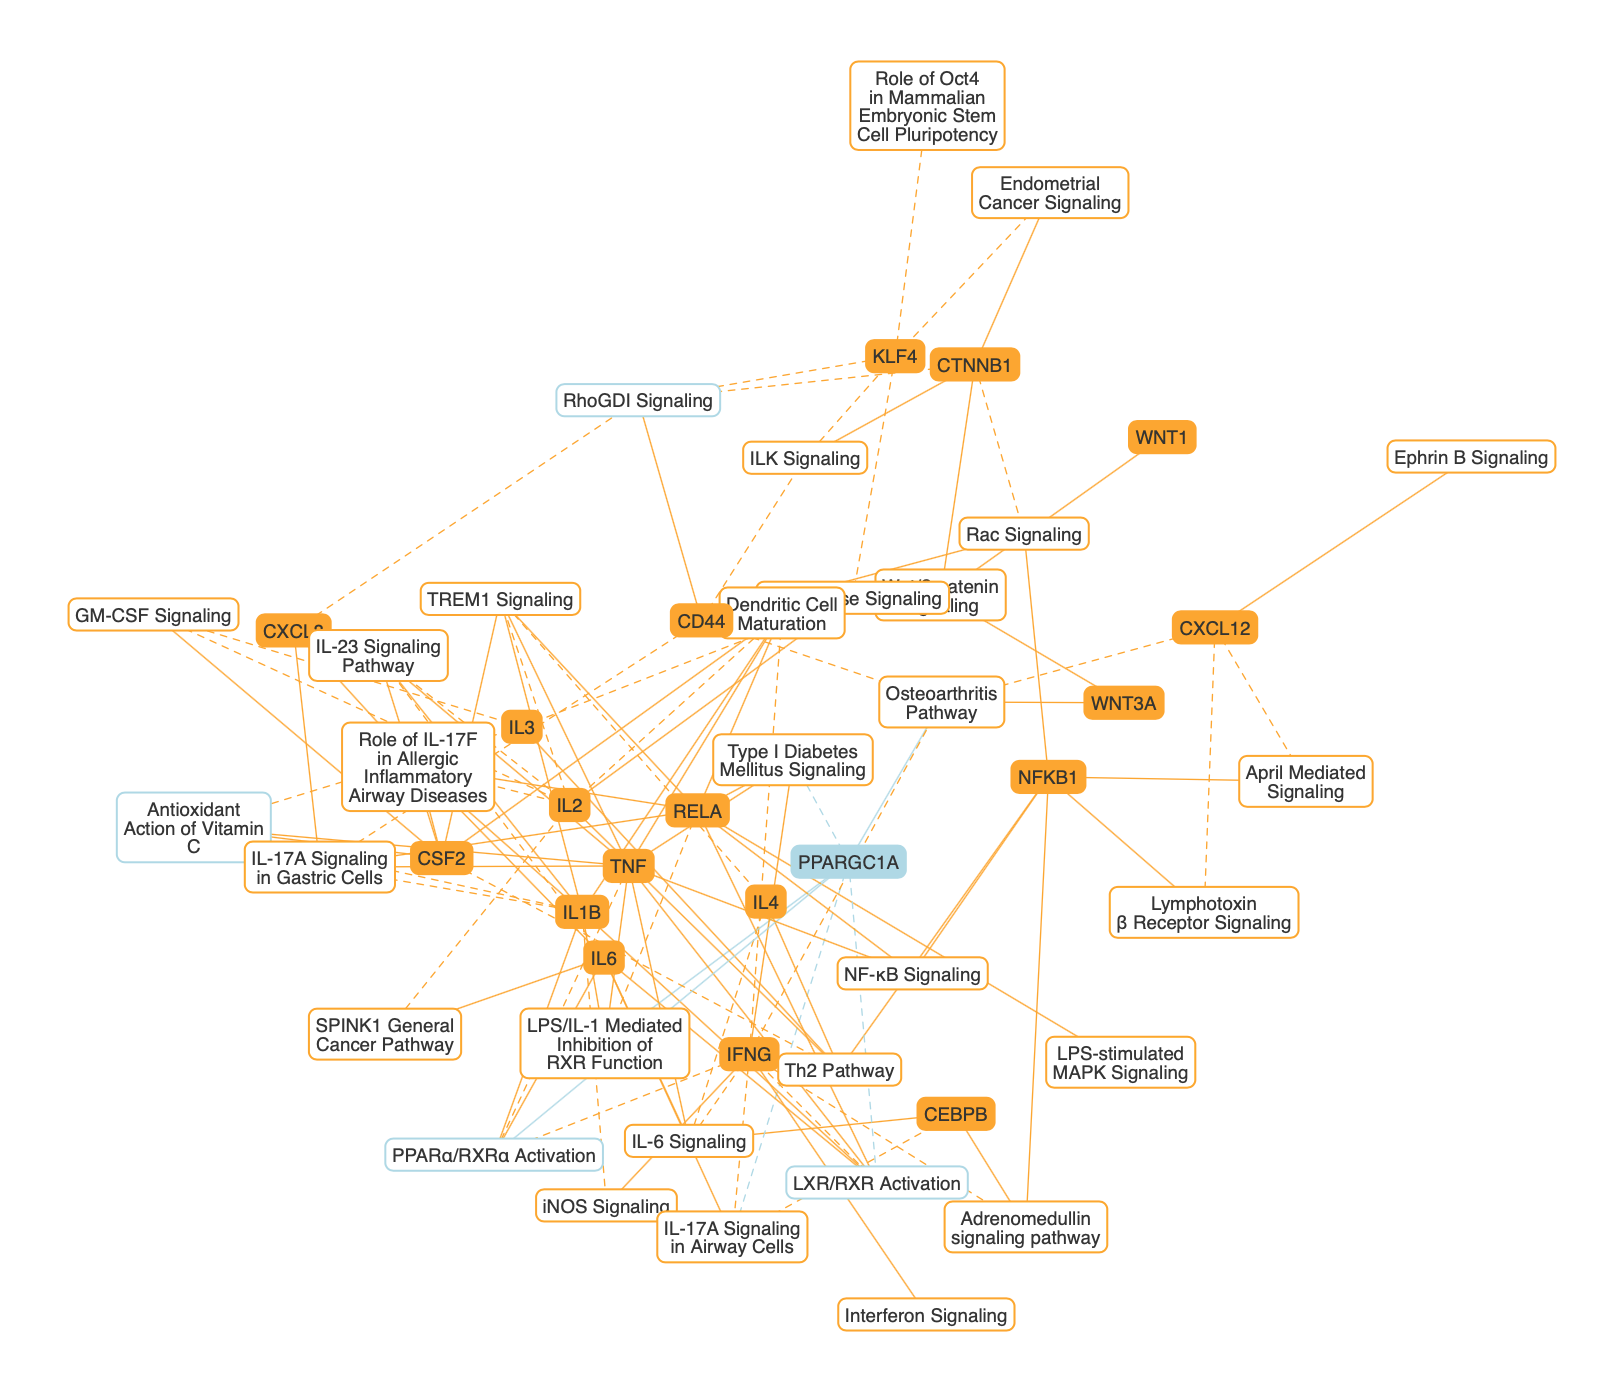 Role of Oct4
in Mammalian
Embryonic Stem
Cell Pluripotency
Endometrial
Cancer Signaling
KLF4
CTNNB1
RhoGDI Signaling
WNT1
ILK Signaling
Ephrin B Signaling
Rac Signaling
TREM1 Signaling
GM-CSF Signaling
Signaling
Dendritic Cell
Maturation
CD44
CXCL12
IL-23 Signaling
Pathway
Osteoarthritis
Pathway
WNT3A
IL3
Role of IL-17F
in Allergic
Inflammatory
Airway Diseases
Type I Diabetes
Mellitus Signaling
NFKB1
April Mediated
Signaling
IL2
RELA
Antioxidant
Action of Vitamin
C
IL-17A Signaling
in Gastric Cells
CSF2
TNF
PPARGC1A
IL4
IL1B
Lymphotoxin
β Receptor Signaling
IL6
NF-κB Signaling
SPINK1 General
Cancer Pathway
LPS/IL-1 Mediated
Inhibition of
RXR Function
IFNG
Th2 Pathway
LPS-stimulated
MAPK Signaling
CEBPB
IL-6 Signaling
PPARα/RXRα Activation
LXR/RXR Activation
iNOS Signaling
IL-17A Signaling
in Airway Cells
Adrenomedullin
signaling pathway
Interferon Signaling